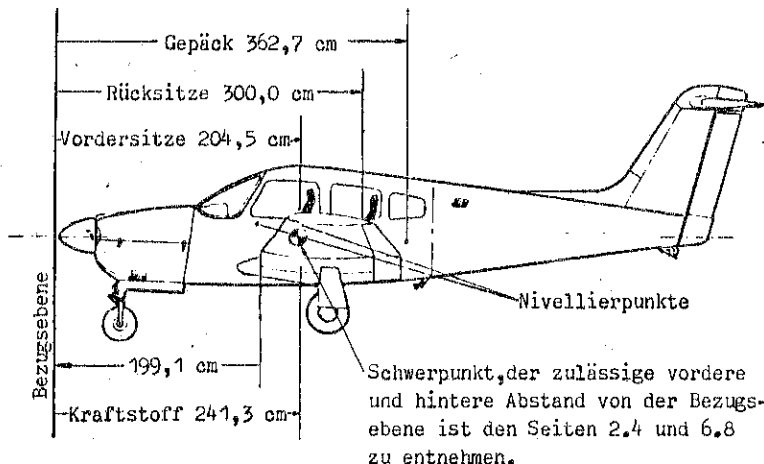 Gepäck 362,7 cm
Rücksitze 300,0 cm
Vordersitze 204,5 cm
Bezugsebene
Nivellierpunkte
199,1 cm
Kraftstoff 241,3 cm
Schwerpunkt,der zulässige vordere
und hintere Abstand von der Bezugs-
ebene ist den Seiten 2.4 und 6.8
zu entnehmen.